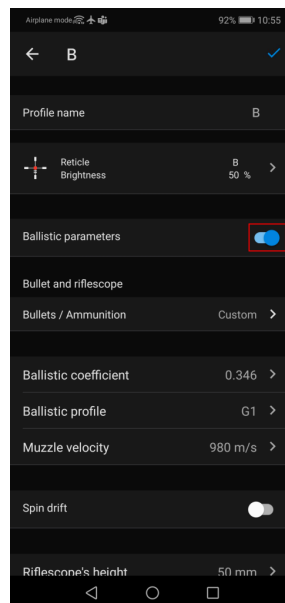 Airplane mode 92% 10:55
B
Profile name B
Reticle B
Brightness 50 %
Ballistic parameters
Bullet and riflescope
Bullets / Ammunition Custom
Ballistic coefficient 0.346
Ballistic profile G1
Muzzle velocity 980 m/s
Spin drift
Riflescope's height 50 mm